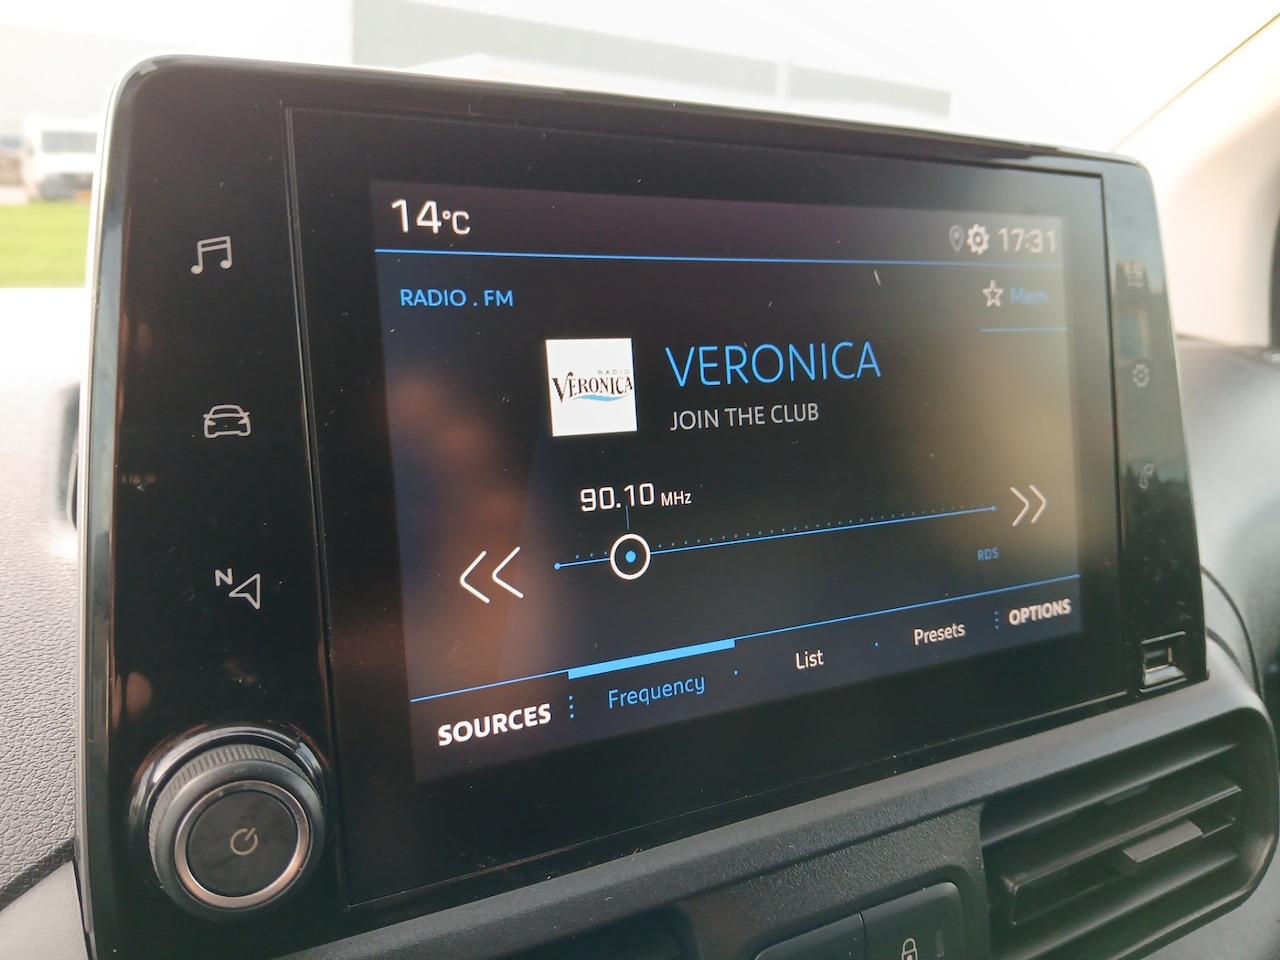 14°C
17:31
RADIO . FM
Mem
RADIO
VERONICA
VERONICA
JOIN THE CLUB
90.10 MHz
RDS
N
SOURCES
Frequency
List
Presets
OPTIONS